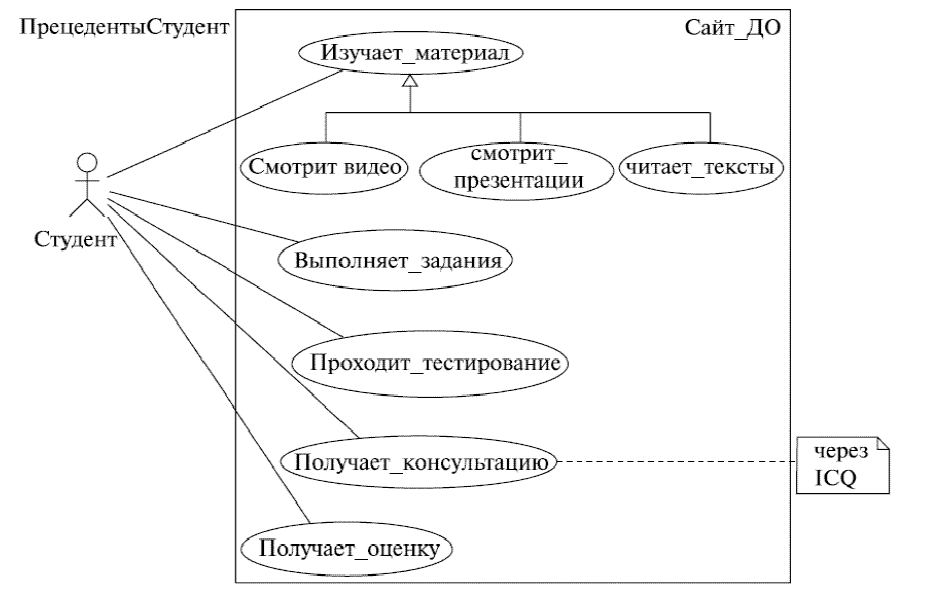 ПрецедентыСтудент
Сайт_ДО
Изучает_материал
Смотрит видео
смотрит_
презентации
читает_тексты
Студент
Выполняет_задания
Проходит_тестирование
Получает_консультацию
через
ICQ
Получает_оценку